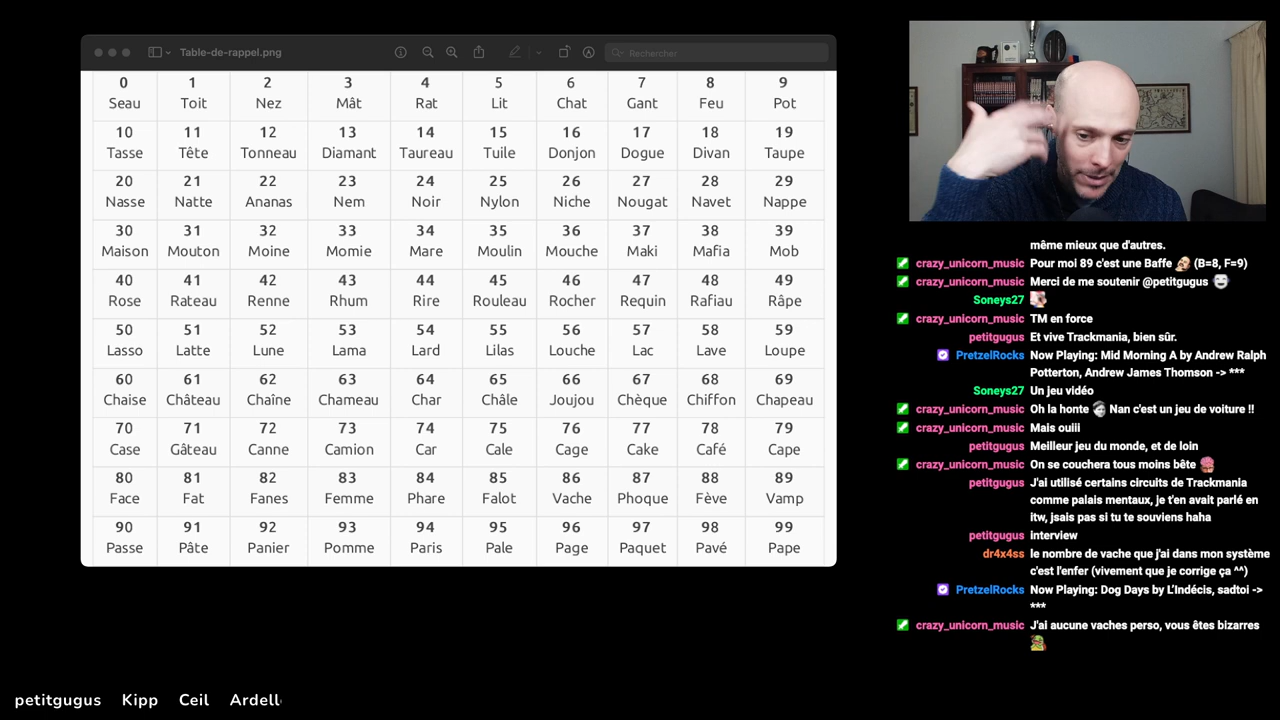 Table-de-rappel.png
Rechercher
0 1 2 3 4 5 6 7 8 9
Seau Toit Nez Mât Rat Lit Chat Gant Feu Pot
10 11 12 13 14 15 16 17 18 19
Tasse Tête Tonneau Diamant Taureau Tuile Donjon Dogue Divan Taupe
20 21 22 23 24 25 26 27 28 29
Nasse Natte Ananas Nem Noir Nylon Niche Nougat Navet Nappe
30 31 32 33 34 35 36 37 38 39
Maison Mouton Moine Momie Mare Moulin Mouche Maki Mafia Mob
40 41 42 43 44 45 46 47 48 49
Rose Rateau Renne Rhum Rire Rouleau Rocher Requin Rafiau Râpe
50 51 52 53 54 55 56 57 58 59
Lasso Latte Lune Lama Lard Lilas Louche Lac Lave Loupe
60 61 62 63 64 65 66 67 68 69
Chaise Château Chaîne Chameau Char Châle Joujou Chèque Chiffon Chapeau
70 71 72 73 74 75 76 77 78 79
Case Gâteau Canne Camion Car Cale Cage Cake Café Cape
80 81 82 83 84 85 86 87 88 89
Face Fat Fanes Femme Phare Falot Vache Phoque Fève Vamp
90 91 92 93 94 95 96 97 98 99
Passe Pâte Panier Pomme Paris Pale Page Paquet Pavé Pape
même mieux que d'autres.
crazy_unicorn_music Pour moi 89 c'est une Baffe (B=8, F=9)
crazy_unicorn_music Merci de me soutenir @petitgugus
Soneys27
crazy_unicorn_music TM en force
petitgugus Et vive Trackmania, bien sûr.
PretzelRocks Now Playing: Mid Morning A by Andrew Ralph
Potterton, Andrew James Thomson -> ***
Soneys27 Un jeu vidéo
crazy_unicorn_music Oh la honte Nan c'est un jeu de voiture !!
crazy_unicorn_music Mais ouiii
petitgugus Meilleur jeu du monde, et de loin
crazy_unicorn_music On se couchera tous moins bête
petitgugus J'ai utilisé certains circuits de Trackmania
comme palais mentaux, je t'en avait parlé en
itw, jsais pas si tu te souviens haha
petitgugus interview
dr4x4ss le nombre de vache que j'ai dans mon système
c'est l'enfer (vivement que je corrige ça ^^)
PretzelRocks Now Playing: Dog Days by L'Indécis, sadtoi ->
***
crazy_unicorn_music J'ai aucune vaches perso, vous êtes bizarres
petitgugus Kipp Ceil Ardell